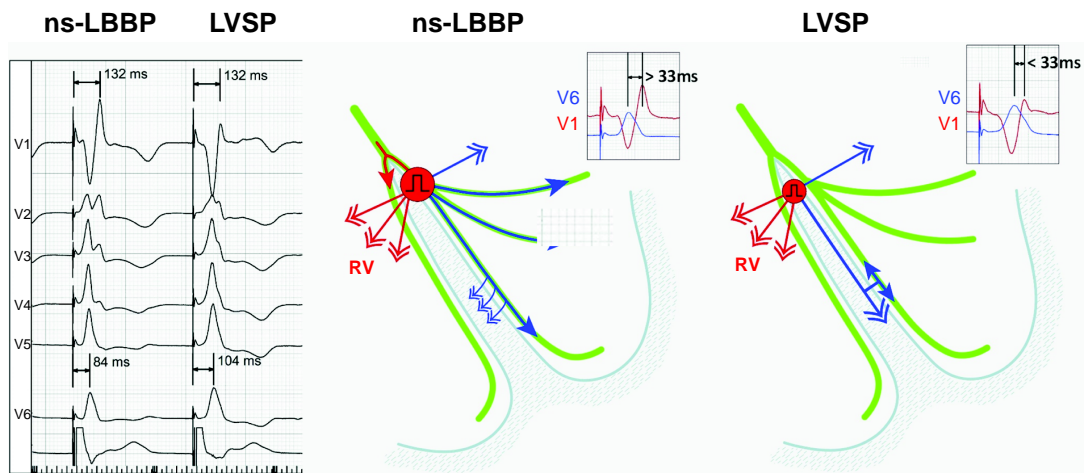 ns-LBBP LVSP ns-LBBP LVSP
132 ms 132 ms
V1
V2
V3
V4
V5
84 ms 104 ms
V6
> 33ms
V6
V1
RV
< 33ms
V6
V1
RV